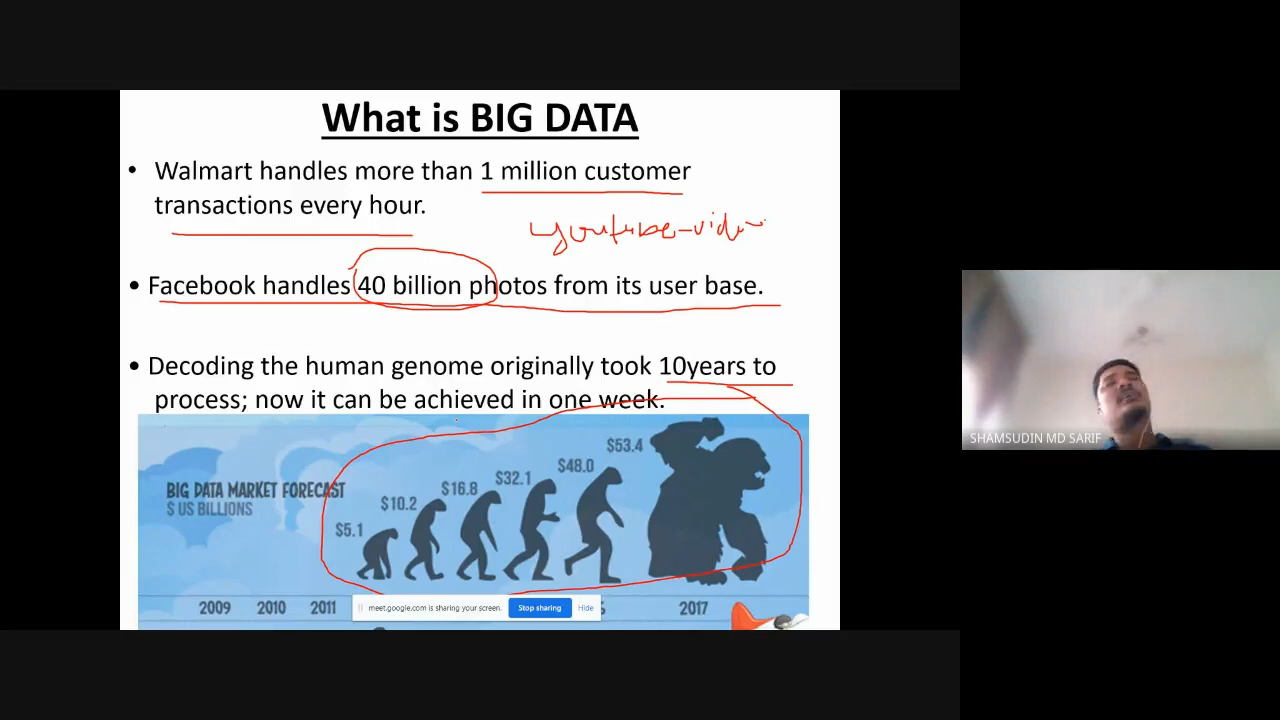 What is BIG DATA
• Walmart handles more than 1 million customer
transactions every hour.
youtube-video
• Facebook handles 40 billion photos from its user base.
• Decoding the human genome originally took 10years to
process; now it can be achieved in one week.
BIG DATA MARKET FORECAST
$ US BILLIONS
$5.1
$10.2
$16.8
$32.1
$48.0
$53.4
2009 2010 2011 2017
meet.google.com is sharing your screen. Stop sharing Hide
SHAMSUDIN MD SARIF